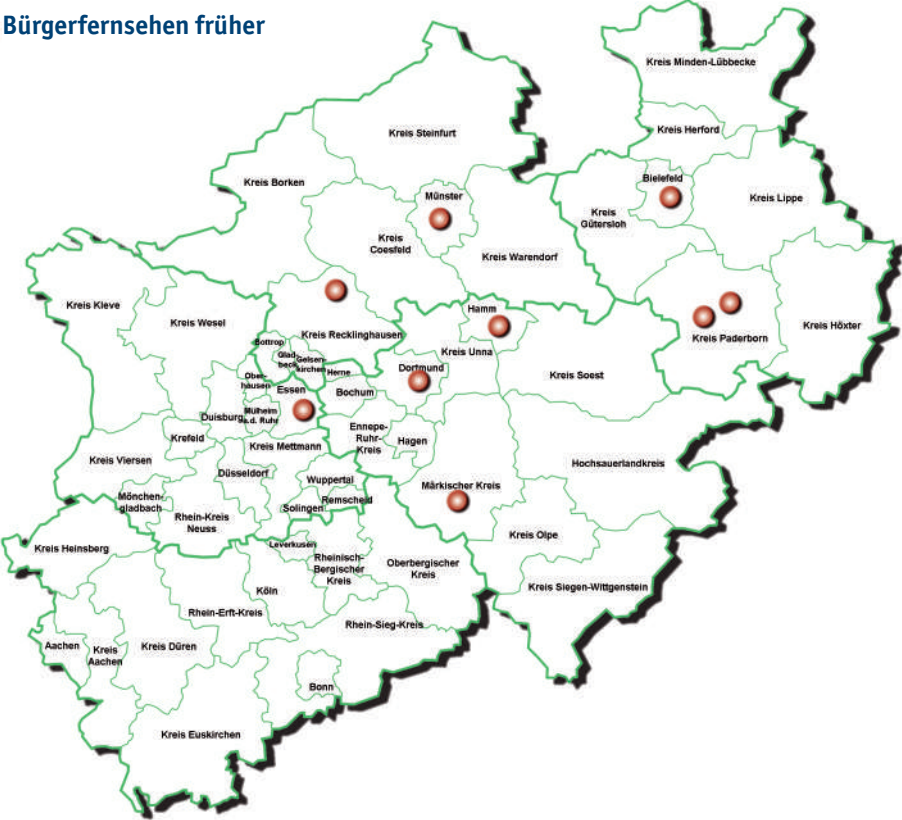 Bürgerfernsehen früher
Kreis Minden-Lübbecke
Kreis Steinfurt
Kreis Herford
Kreis Borken
Bielefeld
Münster
Kreis Lippe
Kreis
Gütersloh
Kreis
Coesfeld
Kreis Warendorf
Kreis Kleve
Hamm
Kreis Wesel
Kreis Recklinghausen
Kreis Paderborn
Kreis Höxter
Bottrop
Glad-
beck
Gelsen-
kirchen
Kreis Unna
Herne
Dortmund
Kreis Soest
Ober-
hausen
Essen
Bochum
Duisburg
Mülheim
a.d. Ruhr
Ennepe-
Ruhr-
Kreis
Hagen
Krefeld
Kreis Mettmann
Kreis Viersen
Hochsauerlandkreis
Düsseldorf
Wuppertal
Märkischer Kreis
Mönchen-
gladbach
Remscheid
Solingen
Rhein-Kreis
Neuss
Kreis Olpe
Kreis Heinsberg
Leverkusen
Rheinisch-
Bergischer
Kreis
Oberbergischer
Kreis
Köln
Kreis Siegen-Wittgenstein
Rhein-Erft-Kreis
Rhein-Sieg-Kreis
Aachen
Kreis
Aachen
Kreis Düren
Bonn
Kreis Euskirchen